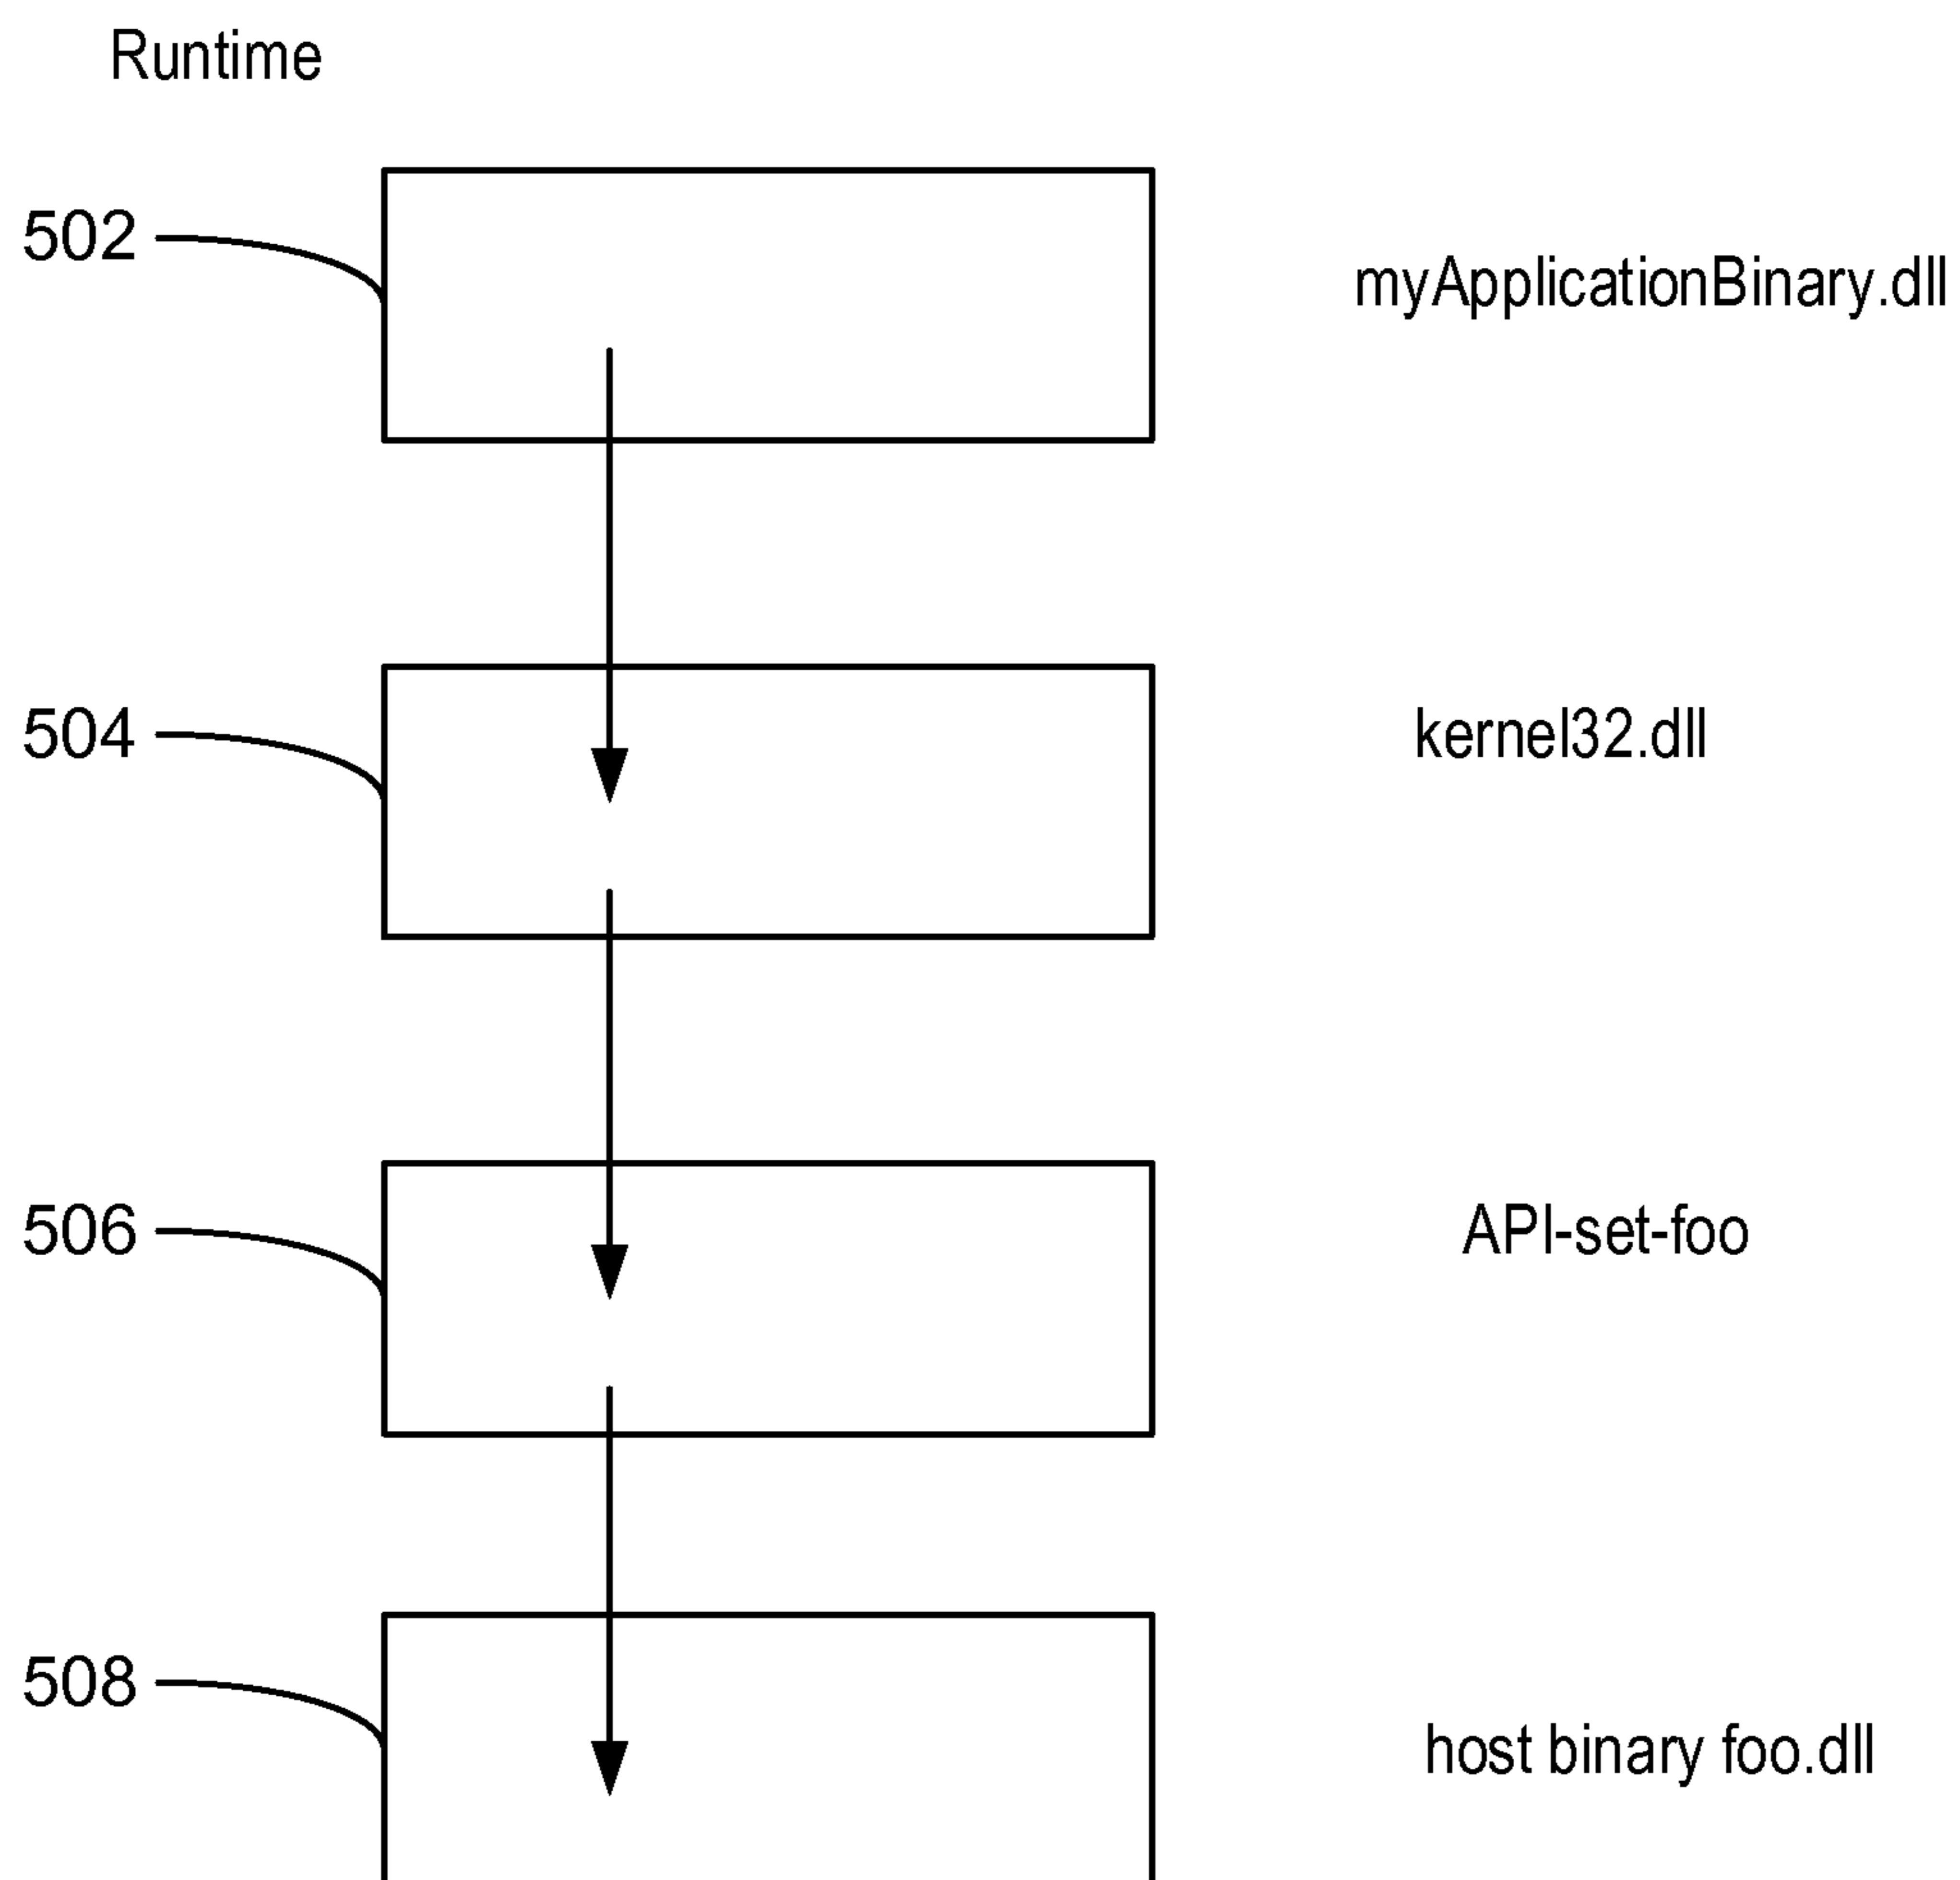 Runtime
502
myApplicationBinary.dll
504
kernel32.dll
506
API-set-foo
508
host binary foo.dll